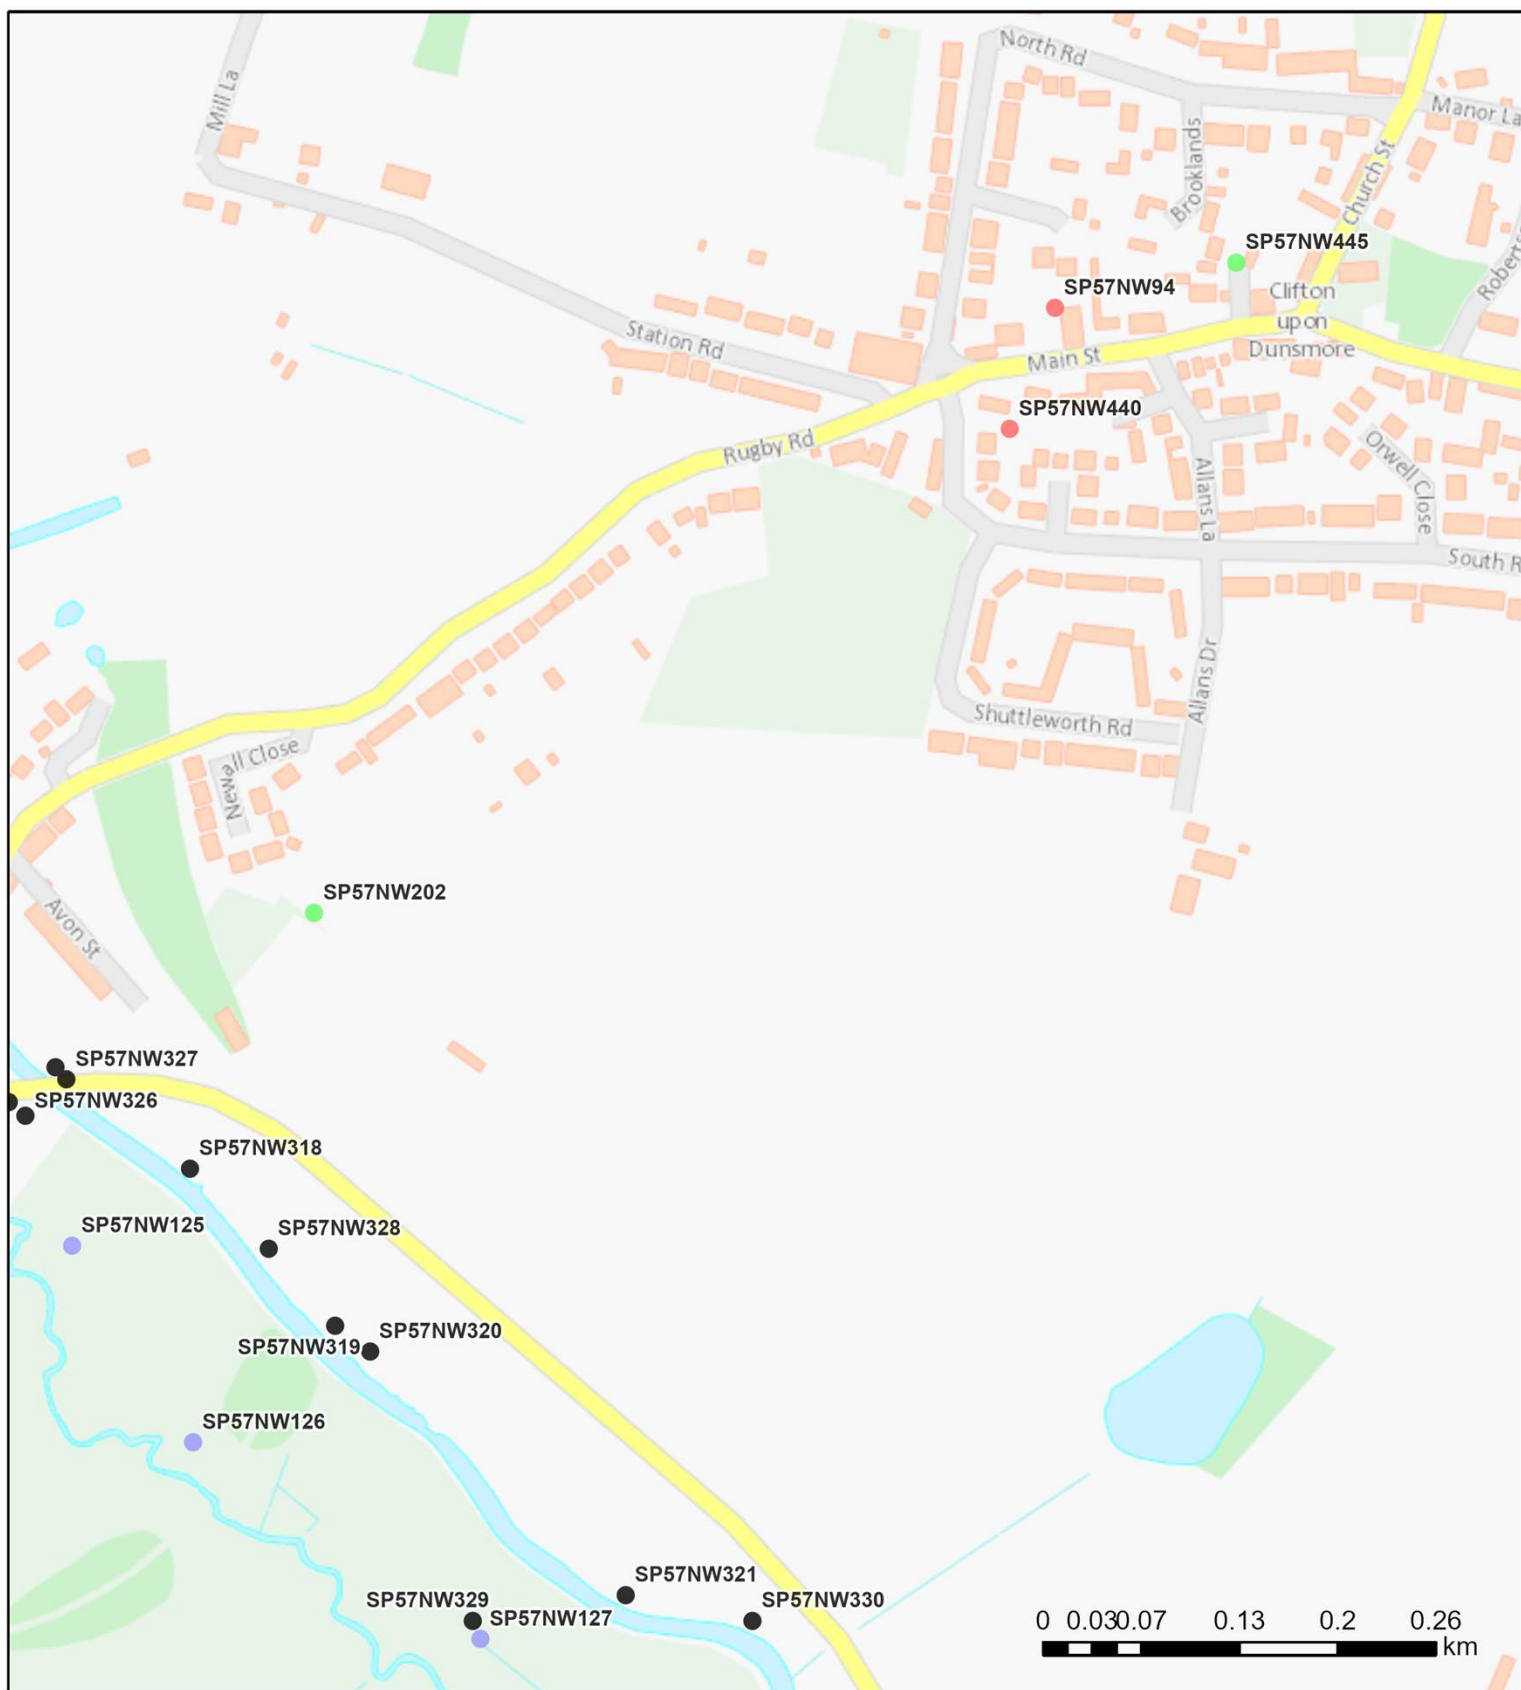 North Rd
Mill La
Manor La
Brooklands
Church St
SP57NW445
SP57NW94
Clifton
upon
Dunsmore
Station Rd
Main St
SP57NW440
Rugby Rd
Orwell Close
Allans La
South R
Allans Dr
Shuttleworth Rd
Newall Close
SP57NW202
Avon St
SP57NW327
SP57NW326
SP57NW318
SP57NW125
SP57NW328
SP57NW320
SP57NW319
SP57NW126
SP57NW321
SP57NW329
SP57NW330
SP57NW127
0 0.03 0.07 0.13 0.2 0.26
km